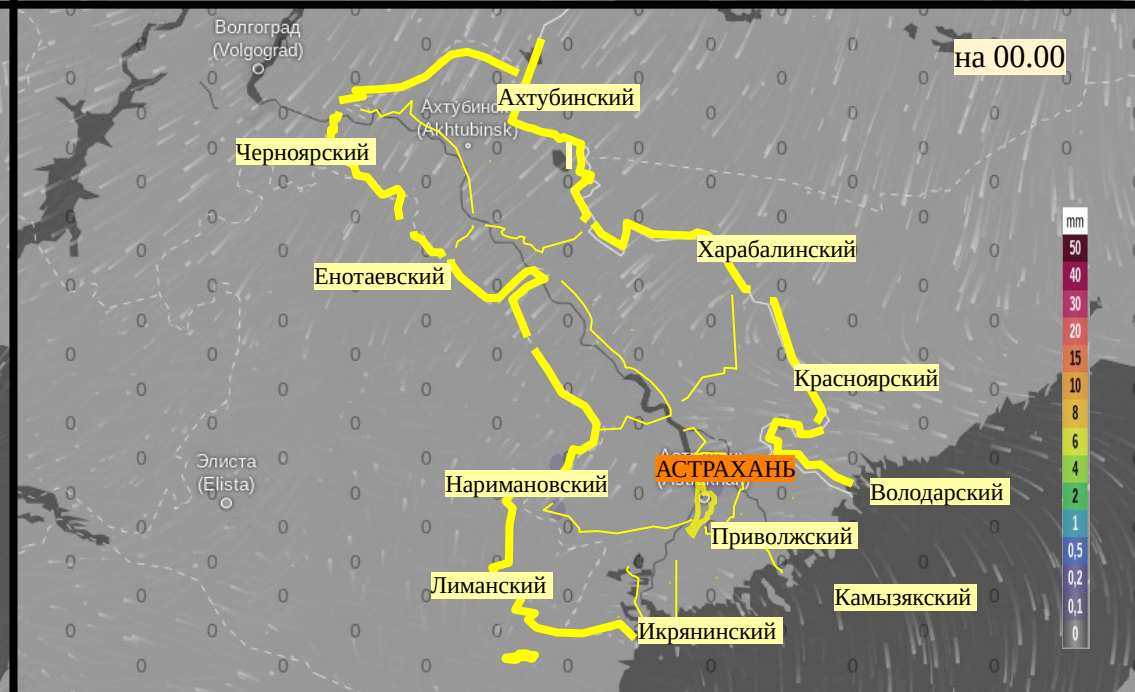 Волгоград
(Volgograd)
на 00.00
Ахтубинский
(Akhtubinsk)
Черноярский
mm
50
40
30
20
15
10
8
6
4
2
1
0,5
0,2
0,1
0
Харабалинский
Енотаевский
Красноярский
Элиста
(Elista)
АСТРАХАНЬ
Наримановский
Володарский
Приволжский
Лиманский
Камызякский
Икрянинский